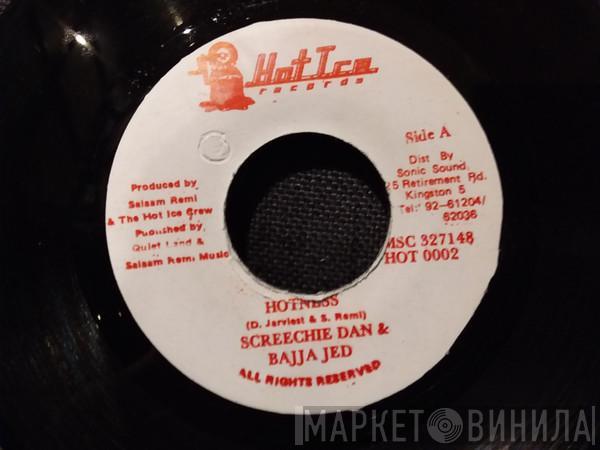 Hot Ice
records
Side A
Produced by
Salaam Remi
& The Hot Ice Crew
Published by
Quiet Land &
Salaam Remi Music
Dist By
Sonic Sound
25 Retirement Rd.
Kingston 5
Tel: 92-61204/
62036
MSC 327148
HOT 0002
HOTNESS
(D. Jarviest & S. Remi)
SCREECHIE DAN &
BAJJA JED
ALL RIGHTS RESERVED
МАРКЕТ ВИНИЛА